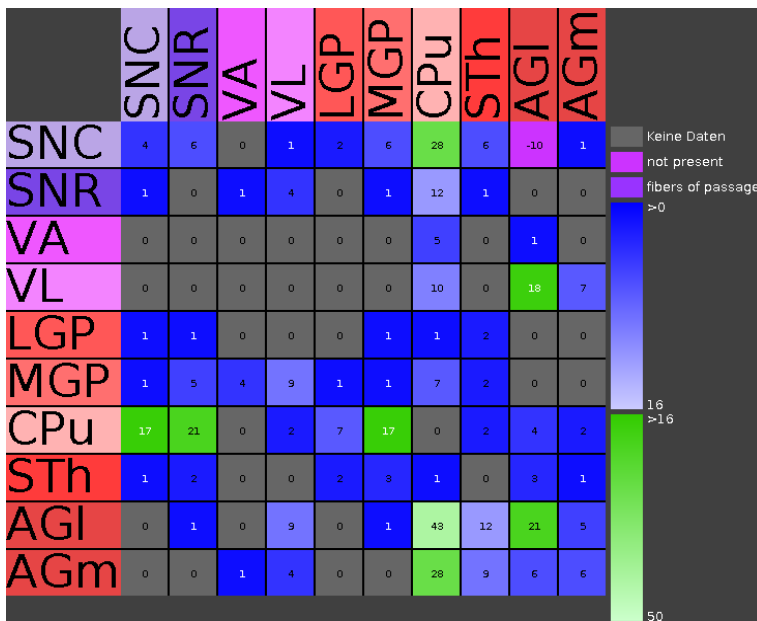 SNC SNR VA VL LGP MGP CPu STh AGl AGm
SNC 4 6 0 1 2 6 28 6 -10 1
SNR 1 0 1 4 0 1 12 1 0 0
VA 0 0 0 0 0 0 5 0 1 0
VL 0 0 0 0 0 0 10 0 18 7
LGP 1 1 0 0 0 1 1 2 0 0
MGP 1 5 4 9 1 1 7 2 0 0
CPu 17 21 0 2 7 17 0 2 4 2
STh 1 2 0 0 2 3 1 0 3 1
AGl 0 1 0 9 0 1 43 12 21 5
AGm 0 0 1 4 0 0 28 9 6 6
Keine Daten
not present
fibers of passage
>0
16
>16
50